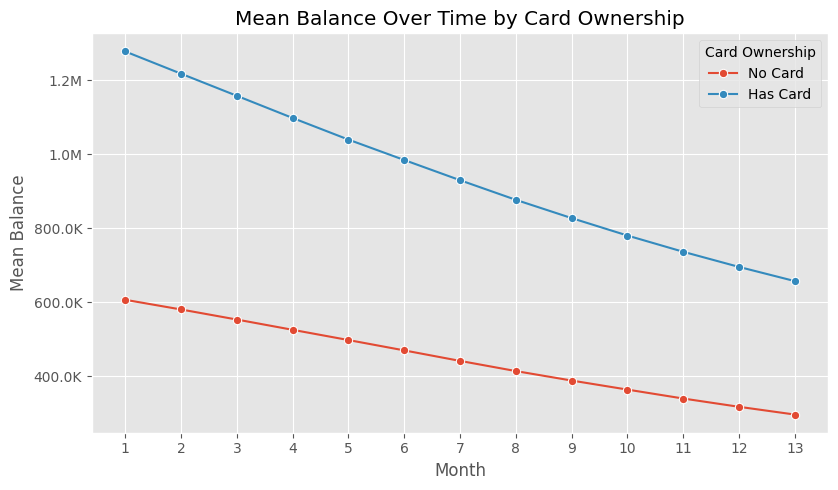 Mean Balance Over Time by Card Ownership
Card Ownership
No Card
Has Card
Mean Balance
1.2M
1.0M
800.0K
600.0K
400.0K
1 2 3 4 5 6 7 8 9 10 11 12 13
Month